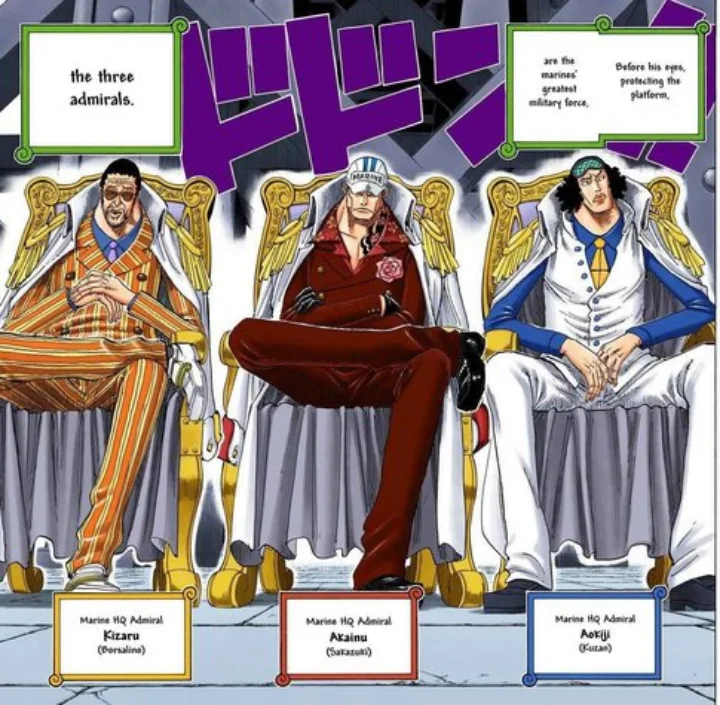 Before his eyes,
protecting the
platform,
are the
marines'
greatest
military force,
the three
admirals.
ドドン
MARINE
Marine HQ Admiral
Aokiji
(Kuzan)
Marine HQ Admiral
Akainu
(Sakazuki)
Marine HQ Admiral
Kizaru
(Borsalino)